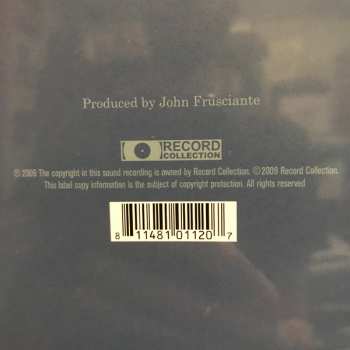 Produced by John Frusciante
RECORD
COLLECTION
℗ 2009 The copyright in this sound recording is owned by Record Collection. © 2009 Record Collection.
This label copy information is the subject of copyright protection. All rights reserved
8 11481 01120 7